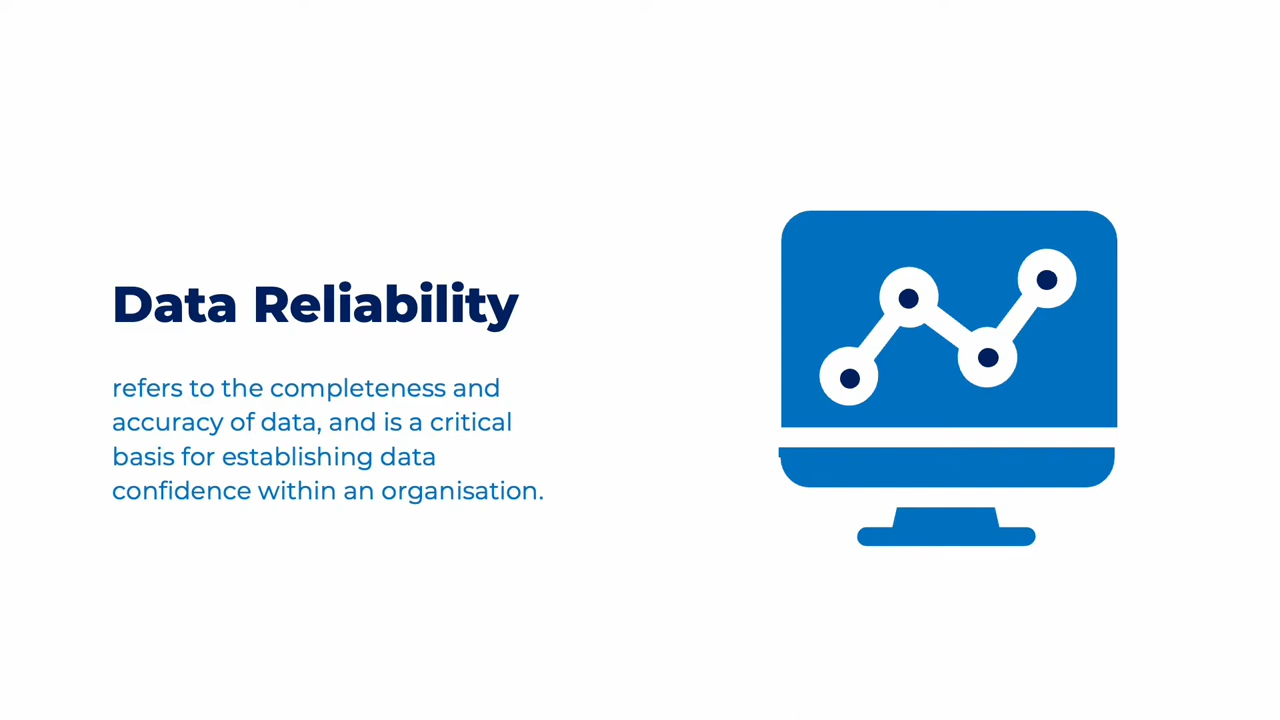 Data Reliability
refers to the completeness and
accuracy of data, and is a critical
basis for establishing data
confidence within an organisation.